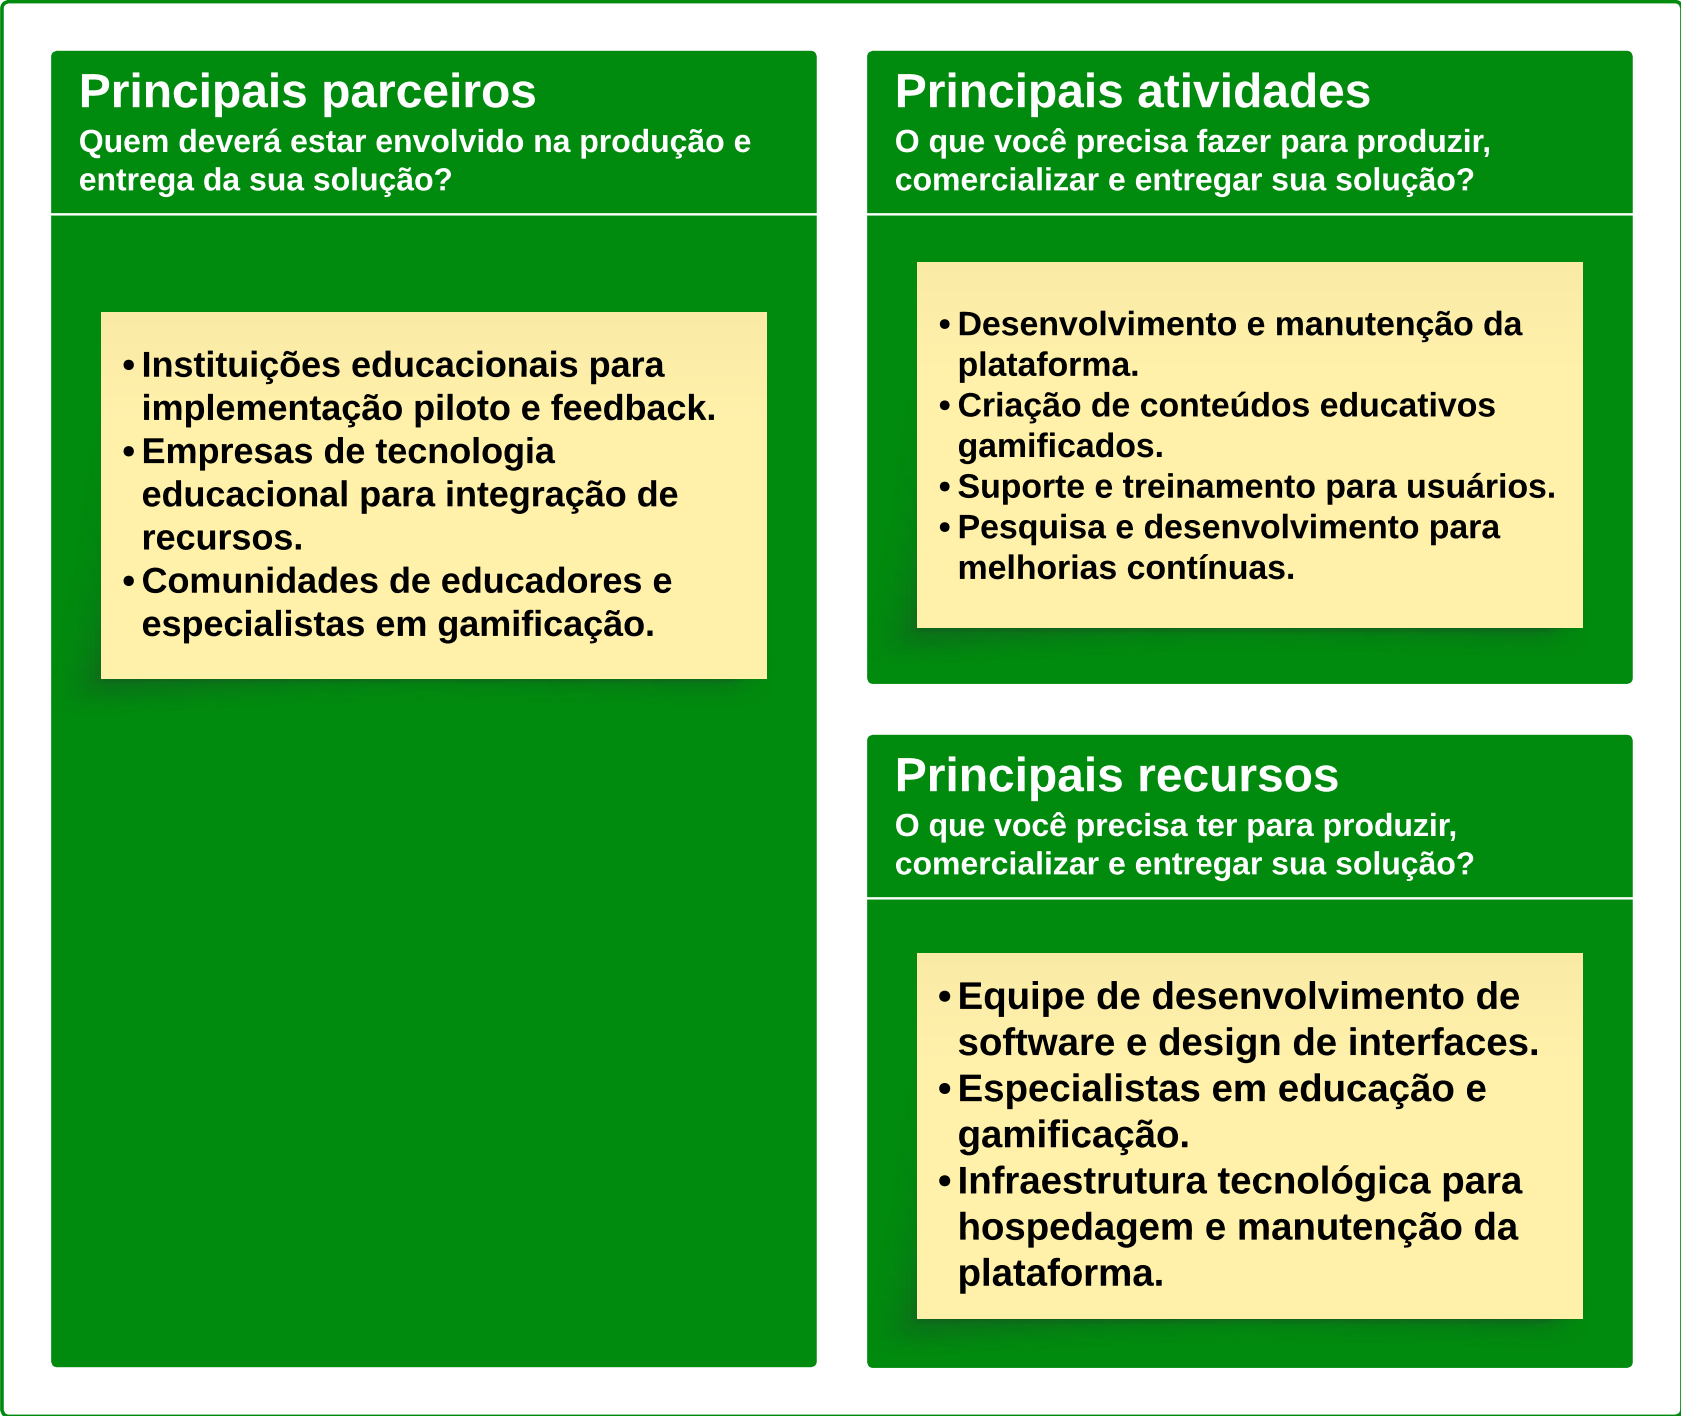 Principais parceiros
Quem deverá estar envolvido na produção e
entrega da sua solução?
• Instituições educacionais para
implementação piloto e feedback.
• Empresas de tecnologia
educacional para integração de
recursos.
• Comunidades de educadores e
especialistas em gamificação.
Principais atividades
O que você precisa fazer para produzir,
comercializar e entregar sua solução?
• Desenvolvimento e manutenção da
plataforma.
• Criação de conteúdos educativos
gamificados.
• Suporte e treinamento para usuários.
• Pesquisa e desenvolvimento para
melhorias contínuas.
Principais recursos
O que você precisa ter para produzir,
comercializar e entregar sua solução?
• Equipe de desenvolvimento de
software e design de interfaces.
• Especialistas em educação e
gamificação.
• Infraestrutura tecnológica para
hospedagem e manutenção da
plataforma.